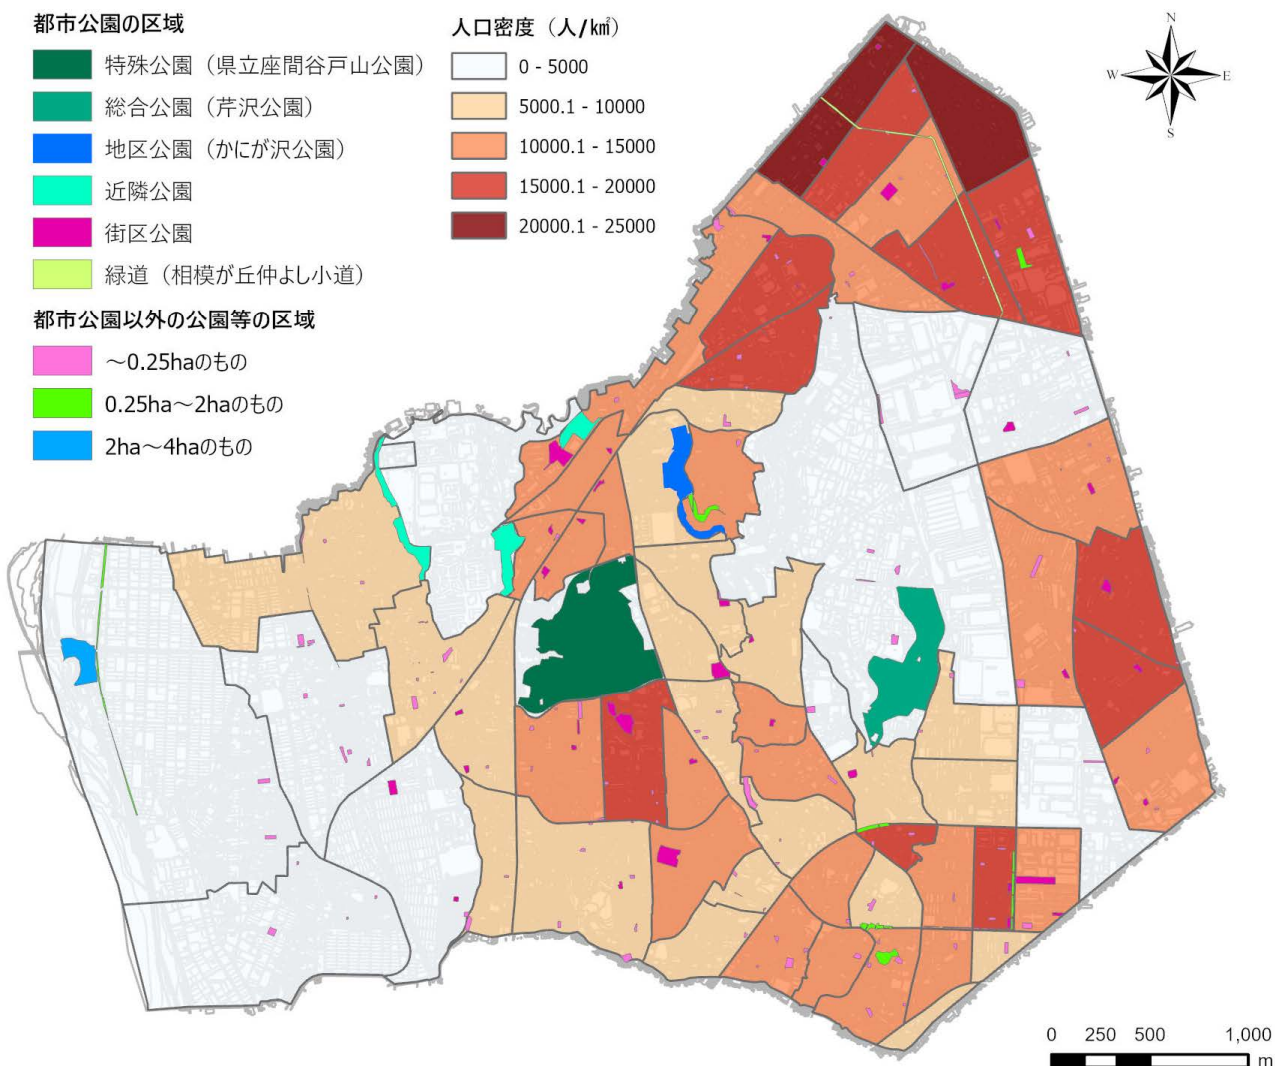 都市公園の区域
特殊公園（県立座間谷戸山公園）
総合公園（芹沢公園）
地区公園（かにが沢公園）
近隣公園
街区公園
緑道（相模が丘仲よし小道）
都市公園以外の公園等の区域
～0.25haのもの
0.25ha～2haのもの
2ha～4haのもの
人口密度（人/㎢）
0 - 5000
5000.1 - 10000
10000.1 - 15000
15000.1 - 20000
20000.1 - 25000
N
W E
S
0 250 500 1,000
m